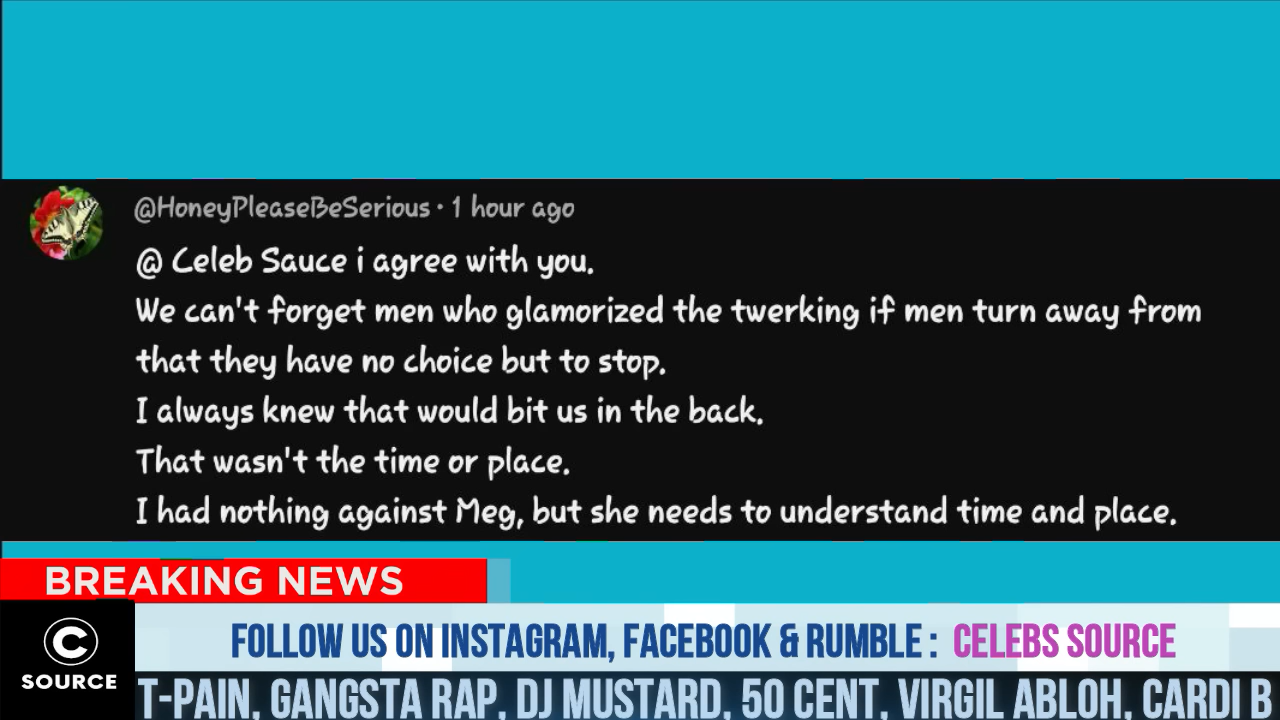 @HoneyPleaseBeSerious · 1 hour ago
@ Celeb Sauce i agree with you.
We can't forget men who glamorized the twerking if men turn away from
that they have no choice but to stop.
I always knew that would bit us in the back.
That wasn't the time or place.
I had nothing against Meg, but she needs to understand time and place.
BREAKING NEWS
C
SOURCE
FOLLOW US ON INSTAGRAM, FACEBOOK & RUMBLE : CELEBS SOURCE
T-PAIN, GANGSTA RAP, DJ MUSTARD, 50 CENT, VIRGIL ABLOH, CARDI B